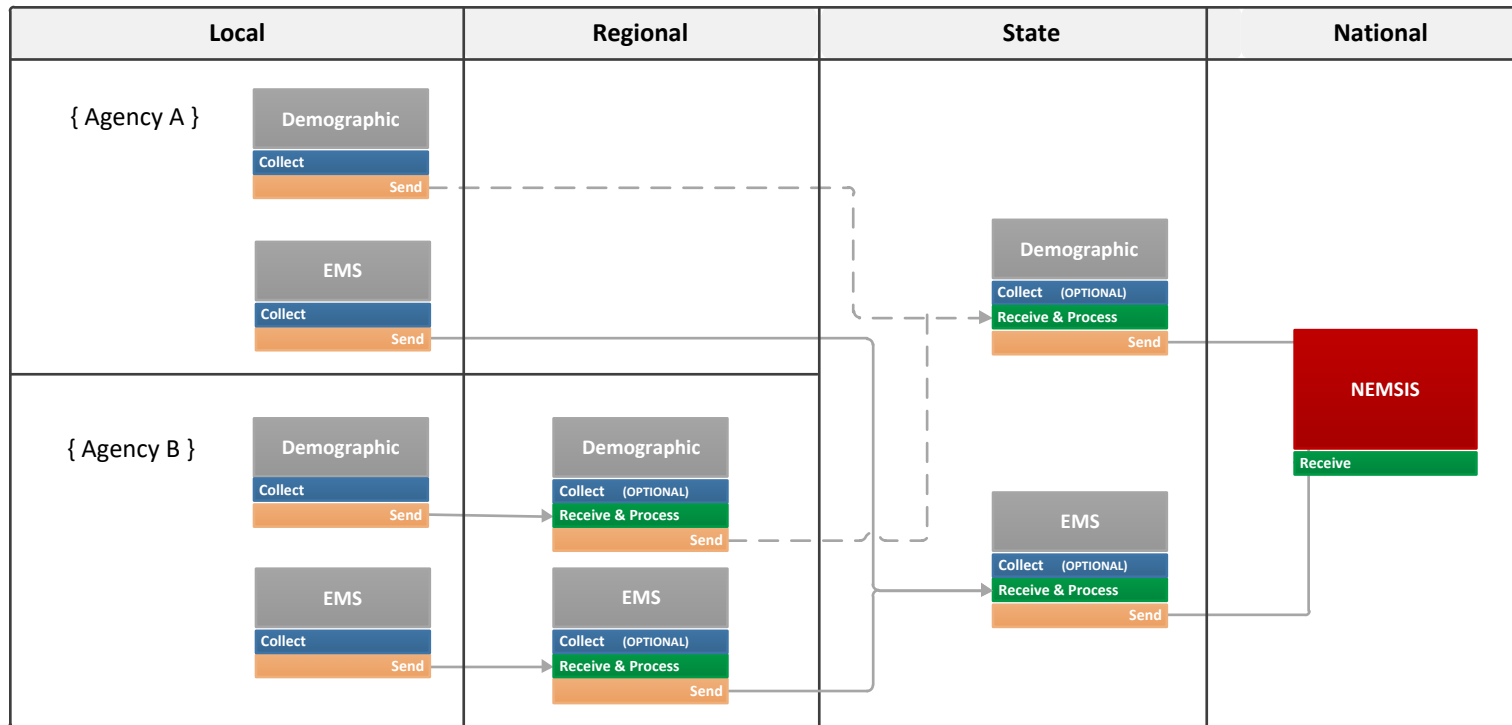 Local
Regional
State
National
{ Agency A }
Demographic
Collect
Send
EMS
Collect
Send
{ Agency B }
Demographic
Collect
Send
EMS
Collect
Send
Demographic
Collect (OPTIONAL)
Receive & Process
Send
EMS
Collect (OPTIONAL)
Receive & Process
Send
Demographic
Collect (OPTIONAL)
Receive & Process
Send
EMS
Collect (OPTIONAL)
Receive & Process
Send
NEMSIS
Receive